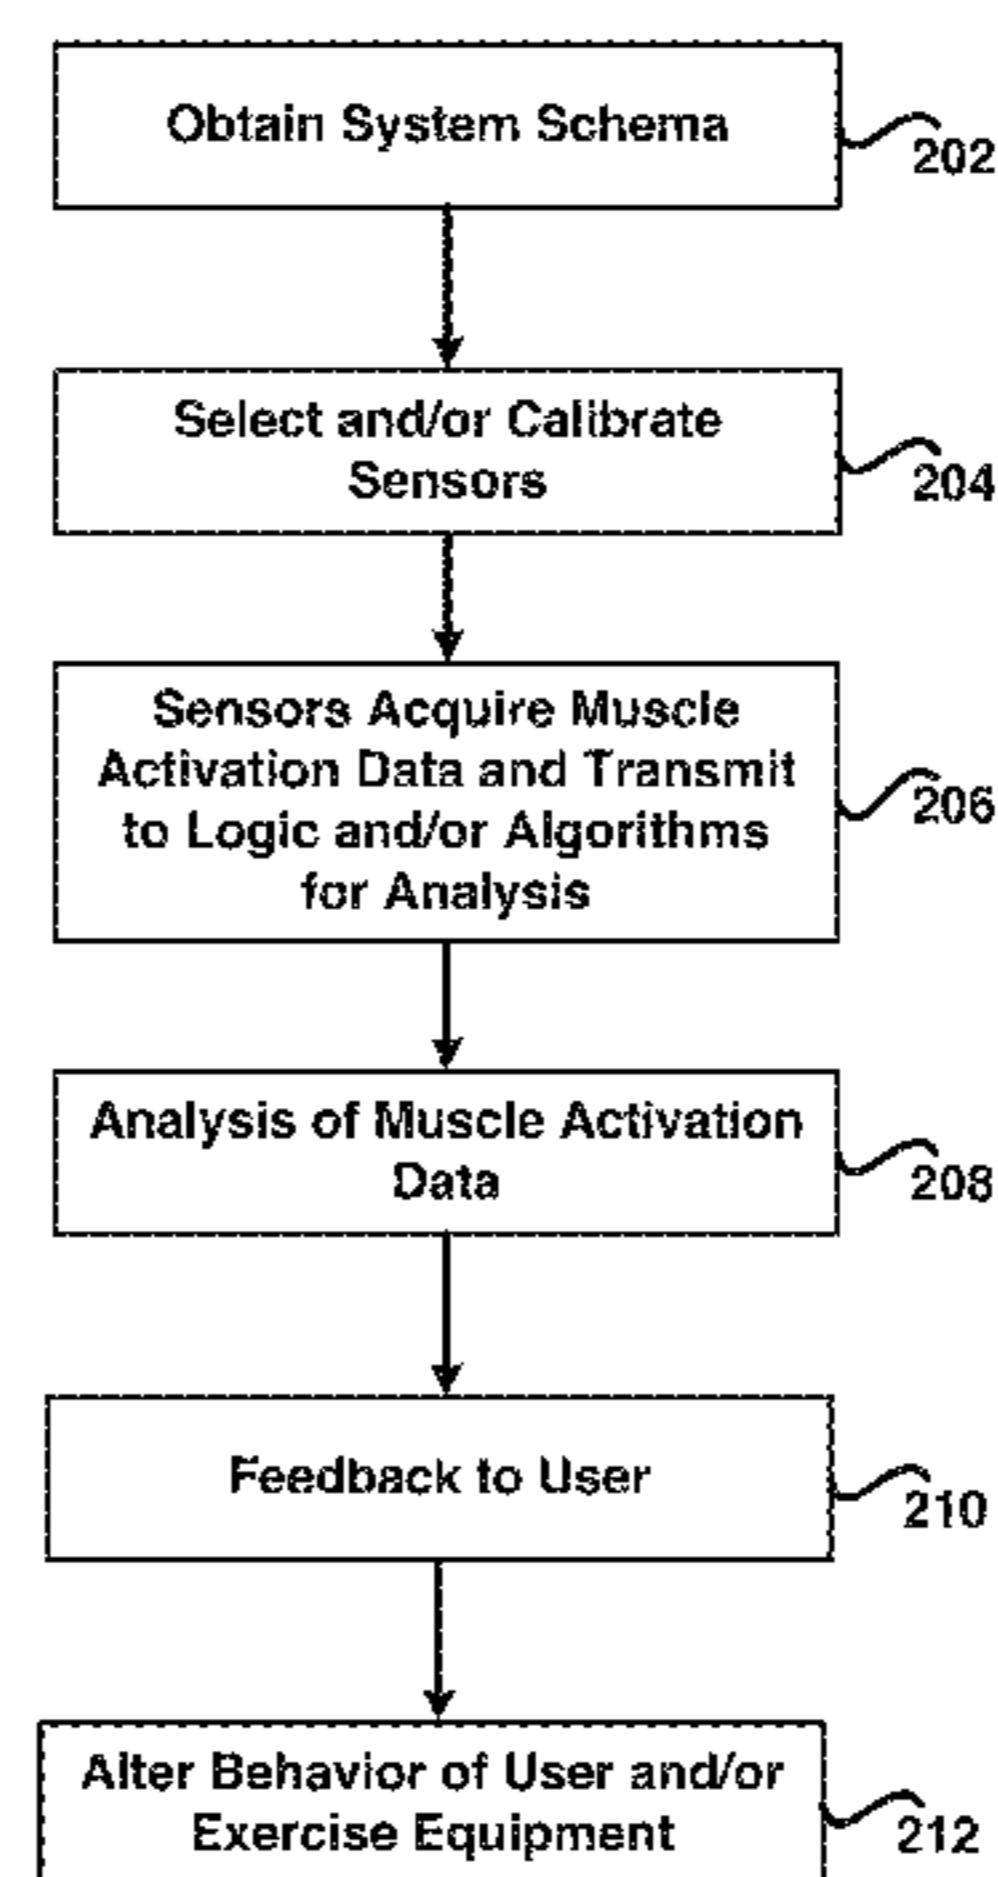 Obtain System Schema
202
Select and/or Calibrate
Sensors
204
Sensors Acquire Muscle
Activation Data and Transmit
to Logic and/or Algorithms
for Analysis
206
Analysis of Muscle Activation
Data
208
Feedback to User
210
Alter Behavior of User and/or
Exercise Equipment
212